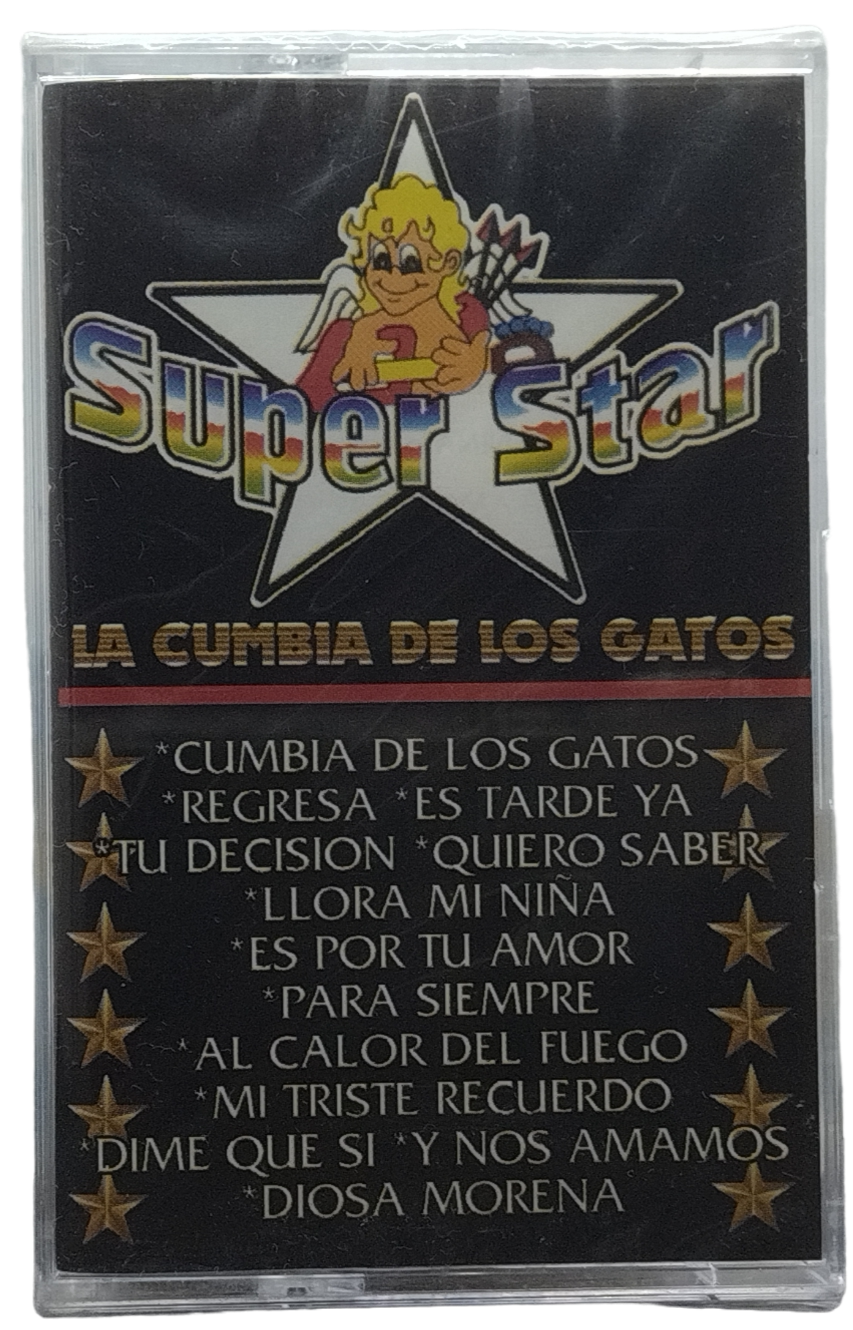 Super Star
LA CUMBIA DE LOS GATOS
*CUMBIA DE LOS GATOS
*REGRESA *ES TARDE YA
*TU DECISION *QUIERO SABER
*LLORA MI NIÑA
*ES POR TU AMOR
*PARA SIEMPRE
*AL CALOR DEL FUEGO
*MI TRISTE RECUERDO
*DIME QUE SI *Y NOS AMAMOS
*DIOSA MORENA